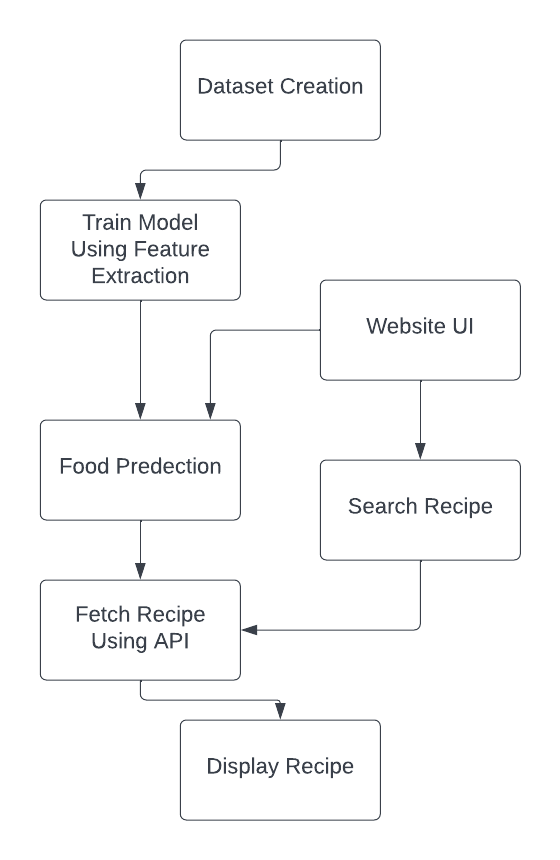 Dataset Creation
Train Model
Using Feature
Extraction
Website UI
Food Predection
Search Recipe
Fetch Recipe
Using API
Display Recipe